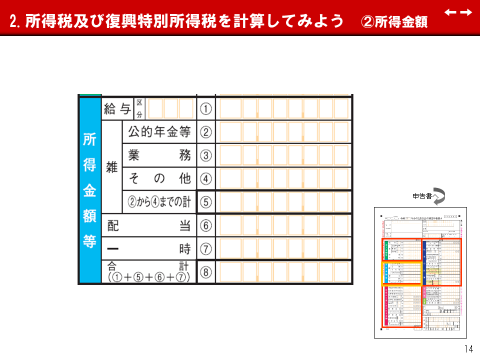 2. 所得税及び復興特別所得税を計算してみよう ②所得金額 ←→
給与 区分 ①
所得金額等
雑
公的年金等 ②
業務 ③
その他 ④
②から④までの計 ⑤
配当 ⑥
一時 ⑦
合計
(①+⑤+⑥+⑦) ⑧
申告書へ
14